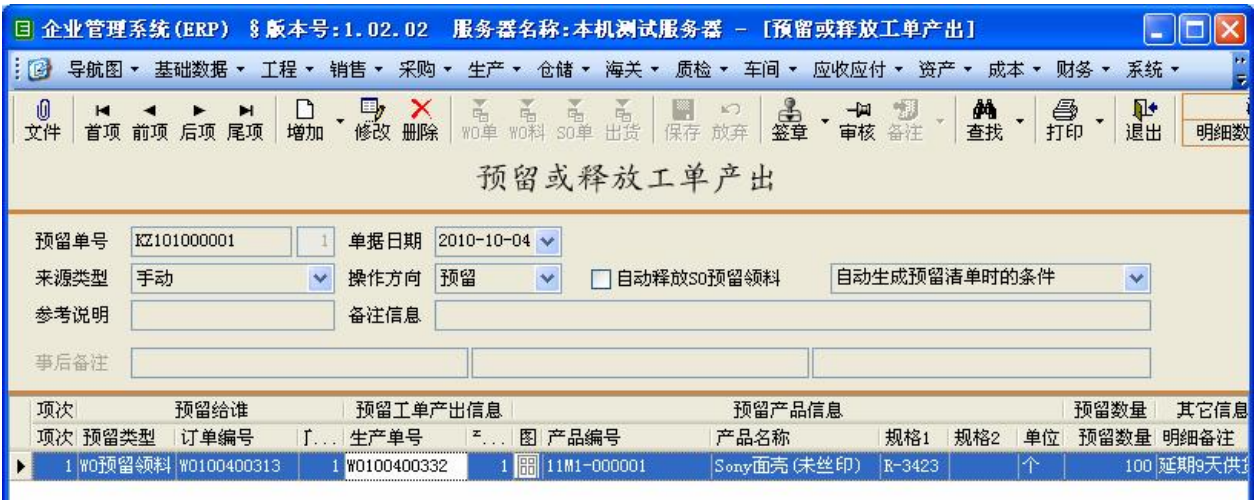 企业管理系统(ERP) §版本号:1.02.02 服务器名称:本机测试服务器 - [预留或释放工单产出]
导航图 基础数据 工程 销售 采购 生产 仓储 海关 质检 车间 应收应付 资产 成本 财务 系统
文件 首项 前项 后项 尾项 增加 修改 删除 WO单 WO料 SO单 出货 保存 放弃 签章 审核 备注 查找 打印 退出 明细数
预留或释放工单产出
预留单号 KZ101000001 1 单据日期 2010-10-04
来源类型 手动 操作方向 预留 自动释放SO预留领料 自动生成预留清单时的条件
参考说明 备注信息
事后备注
项次 预留给谁 预留工单产出信息 预留产品信息 预留数量 其它信息
项次 预留类型 订单编号 ... 生产单号 ... 图 产品编号 产品名称 规格1 规格2 单位 预留数量 明细备注
1 WO预留领料 WO100400313 1 WO100400332 1 11M1-000001 Sony面壳(未丝印) R-3423 个 100 延期9天供